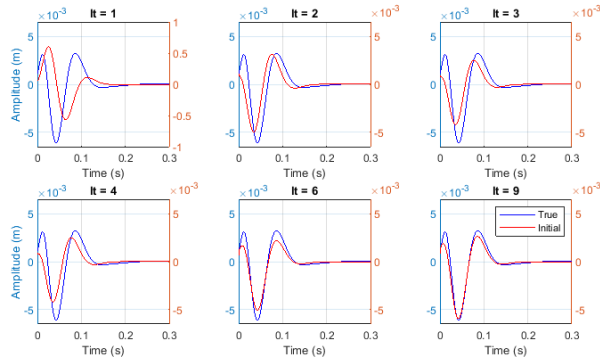 ×10⁻³ It = 1 1
×10⁻³ It = 2 ×10⁻³
×10⁻³ It = 3 ×10⁻³
Amplitude (m)
5
0
-5
1
0.5
0
-0.5
-1
0 0.1 0.2 0.3
Time (s)
5
0
-5
5
0
-5
0 0.1 0.2 0.3
Time (s)
5
0
-5
5
0
-5
0 0.1 0.2 0.3
Time (s)
×10⁻³ It = 4 ×10⁻³
×10⁻³ It = 6 ×10⁻³
×10⁻³ It = 9 ×10⁻³
Amplitude (m)
5
0
-5
5
0
-5
0 0.1 0.2 0.3
Time (s)
5
0
-5
5
0
-5
0 0.1 0.2 0.3
Time (s)
True
Initial
5
0
-5
5
0
-5
0 0.1 0.2 0.3
Time (s)